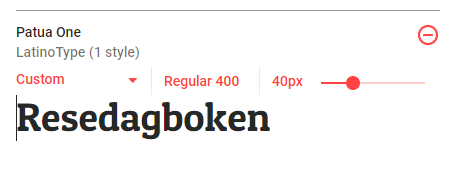 Patua One
LatinoType (1 style)
Custom Regular 400 40px
Resedagboken